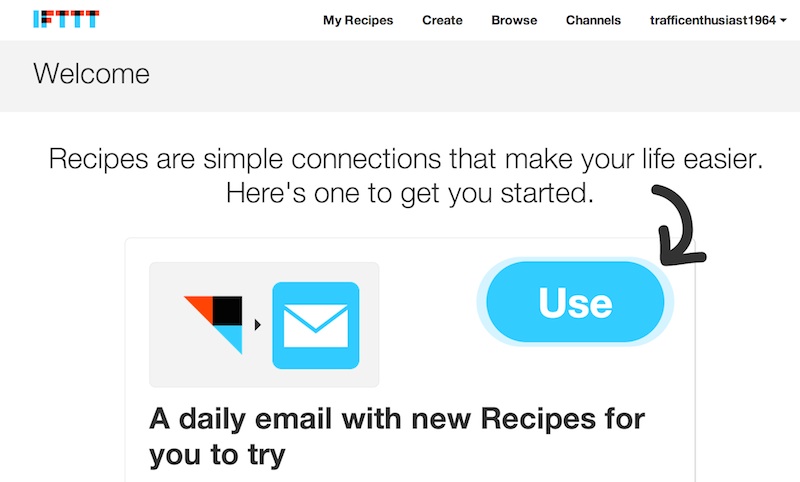 IFTTT
My Recipes Create Browse Channels trafficenthusiast1964
Welcome
Recipes are simple connections that make your life easier.
Here's one to get you started.
Use
A daily email with new Recipes for
you to try